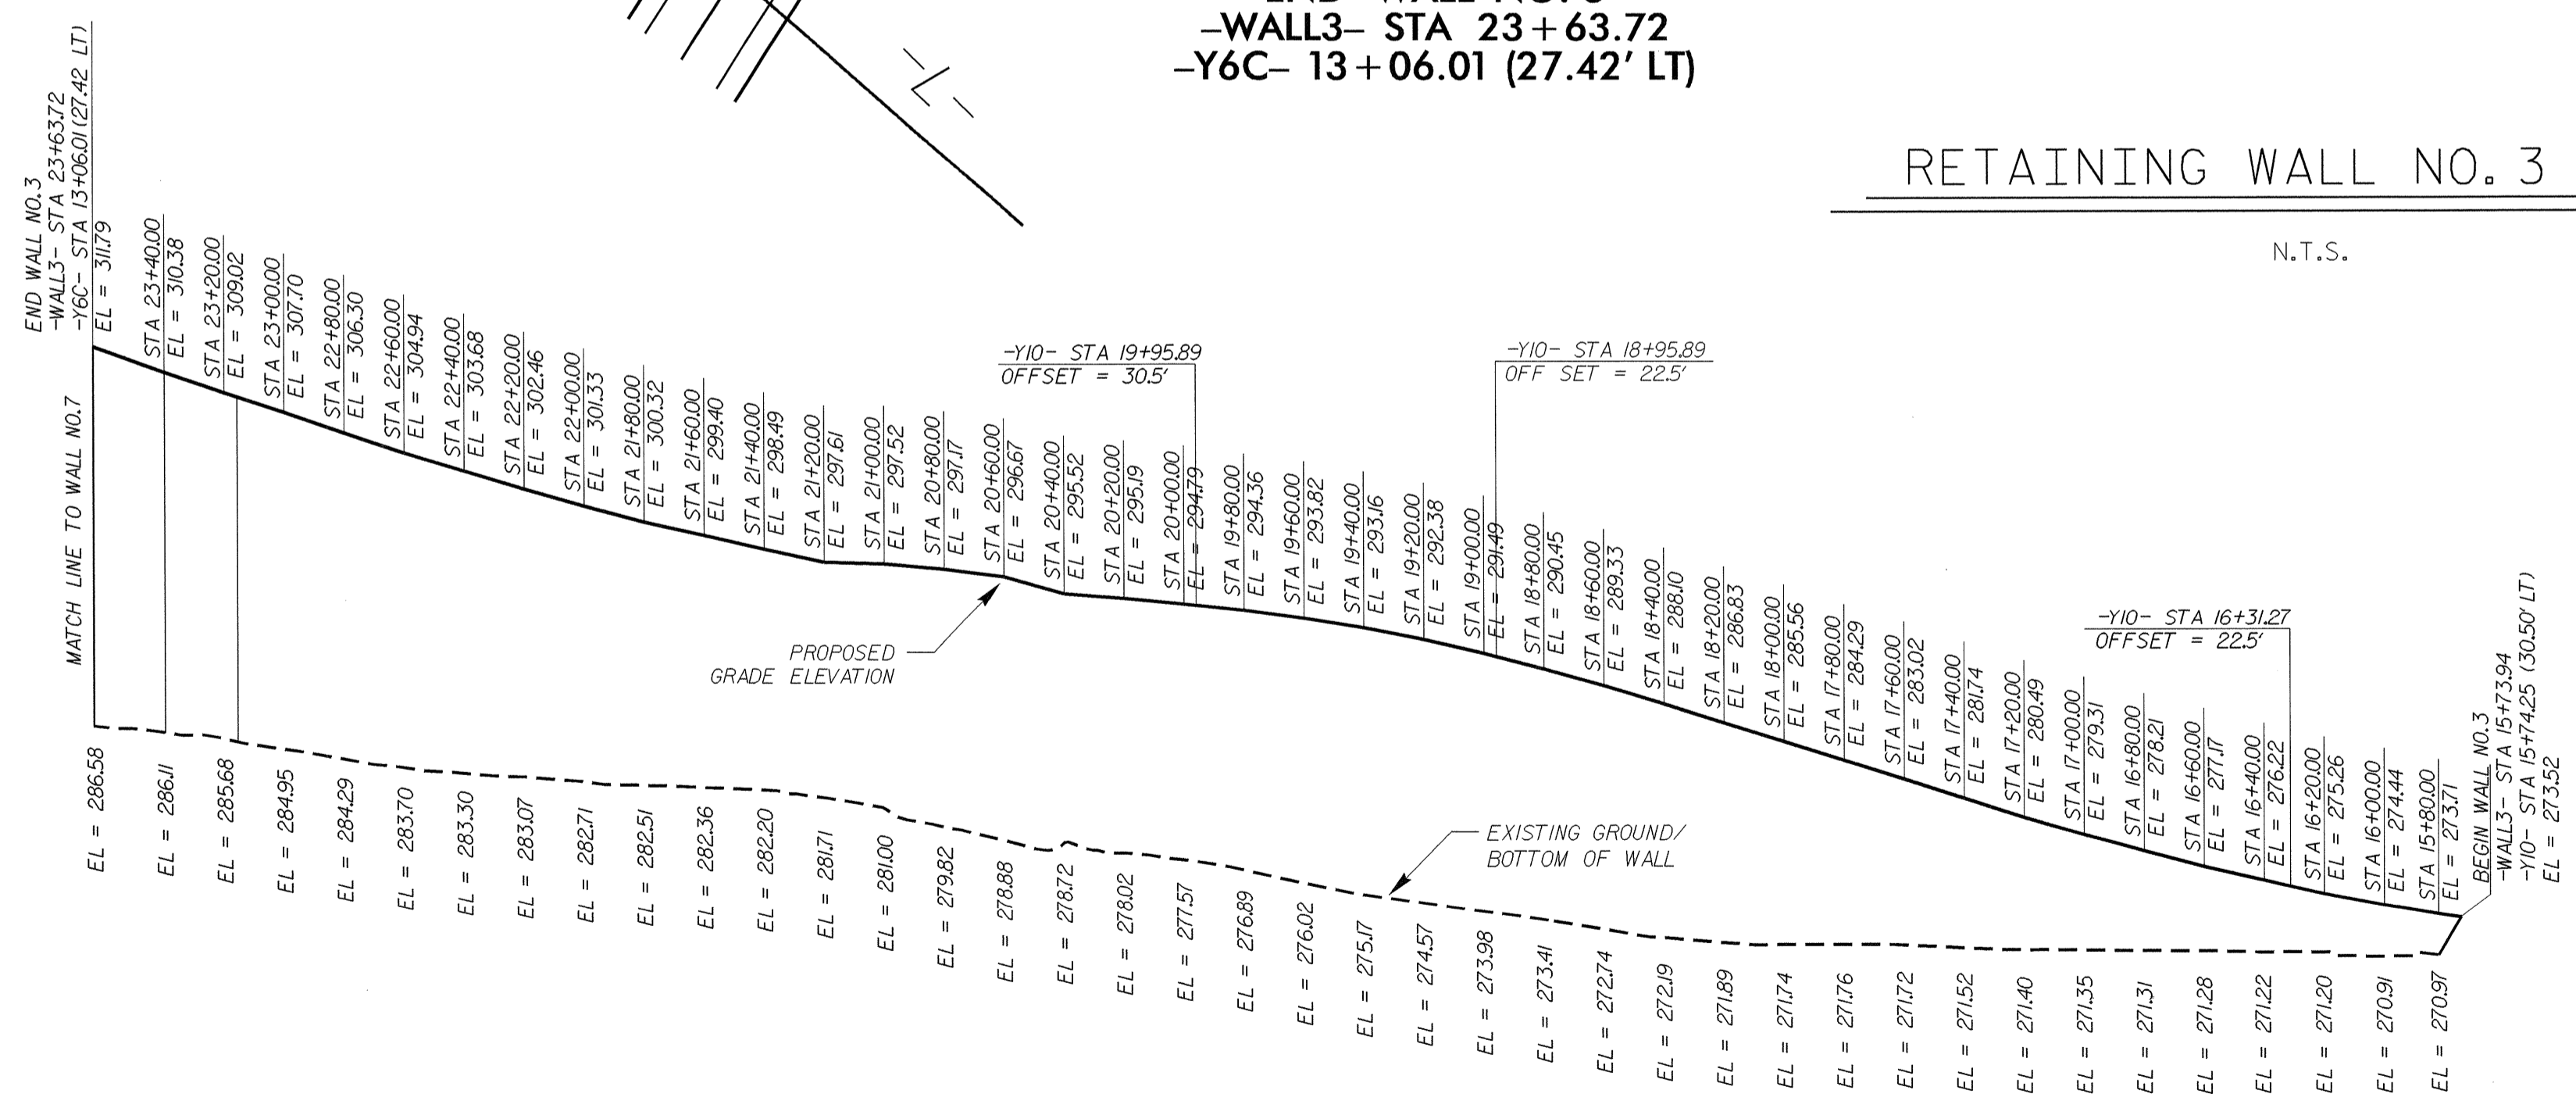 -WALL3- STA 23+63.72
-Y6C- 13+06.01 (27.42' LT)
-L-
RETAINING WALL NO. 3
N.T.S.
END WALL NO.3
-WALL3- STA 23+63.72
-Y6C- STA 13+06.01 (27.42 LT)
EL = 311.79
MATCH LINE TO WALL NO.7
STA 23+40.00
EL = 310.38
STA 23+20.00
EL = 309.02
STA 23+00.00
EL = 307.70
STA 22+80.00
EL = 306.30
STA 22+60.00
EL = 304.94
STA 22+40.00
EL = 303.68
STA 22+20.00
EL = 302.46
STA 22+00.00
EL = 301.33
STA 21+80.00
EL = 300.32
STA 21+60.00
EL = 299.40
STA 21+40.00
EL = 298.49
STA 21+20.00
EL = 297.61
STA 21+00.00
EL = 297.52
STA 20+80.00
EL = 297.17
STA 20+60.00
EL = 296.67
STA 20+40.00
EL = 295.52
STA 20+20.00
EL = 295.19
STA 20+00.00
EL = 294.79
-Y10- STA 19+95.89
OFFSET = 30.5'
STA 19+80.00
EL = 294.36
STA 19+60.00
EL = 293.82
STA 19+40.00
EL = 293.16
STA 19+20.00
EL = 292.38
STA 19+00.00
EL = 291.49
-Y10- STA 18+95.89
OFF SET = 22.5'
STA 18+80.00
EL = 290.45
STA 18+60.00
EL = 289.33
STA 18+40.00
EL = 288.10
STA 18+20.00
EL = 286.83
STA 18+00.00
EL = 285.56
STA 17+80.00
EL = 284.29
STA 17+60.00
EL = 283.02
STA 17+40.00
EL = 281.74
STA 17+20.00
EL = 280.49
STA 17+00.00
EL = 279.31
STA 16+80.00
EL = 278.21
STA 16+60.00
EL = 277.17
STA 16+40.00
EL = 276.22
-Y10- STA 16+31.27
OFFSET = 22.5'
STA 16+20.00
EL = 275.26
STA 16+00.00
EL = 274.44
STA 15+80.00
EL = 273.71
BEGIN WALL NO.3
-WALL3- STA 15+73.94
-Y10- STA 15+74.25 (30.50' LT)
EL = 273.52
PROPOSED
GRADE ELEVATION
EXISTING GROUND/
BOTTOM OF WALL
EL = 286.58
EL = 286.11
EL = 285.68
EL = 284.95
EL = 284.29
EL = 283.70
EL = 283.30
EL = 283.07
EL = 282.71
EL = 282.51
EL = 282.36
EL = 282.20
EL = 281.71
EL = 281.00
EL = 279.82
EL = 278.88
EL = 278.72
EL = 278.02
EL = 277.57
EL = 276.89
EL = 276.02
EL = 275.17
EL = 274.57
EL = 273.98
EL = 273.41
EL = 272.74
EL = 272.19
EL = 271.89
EL = 271.74
EL = 271.76
EL = 271.72
EL = 271.52
EL = 271.40
EL = 271.35
EL = 271.31
EL = 271.28
EL = 271.22
EL = 271.20
EL = 270.91
EL = 270.97